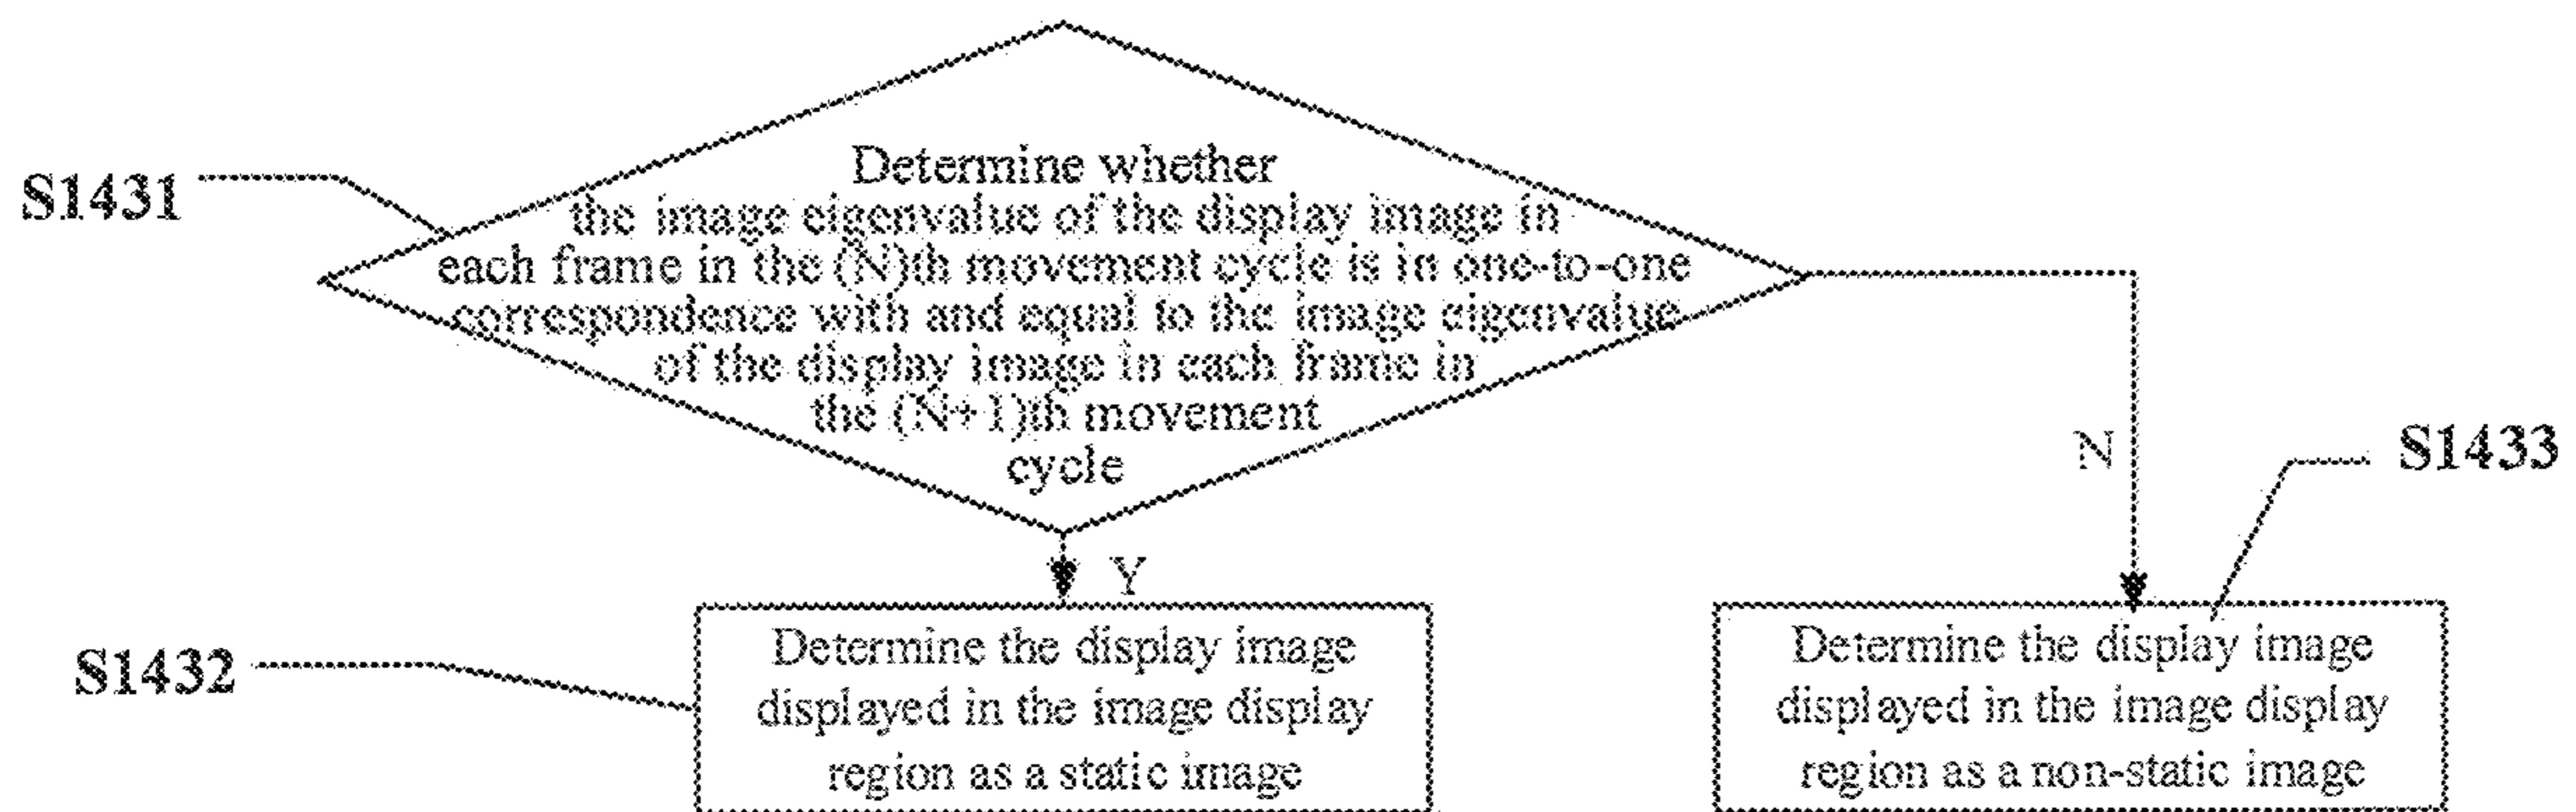 S1431
Determine whether
the image eigenvalue of the display image in
each frame in the (N)th movement cycle is in one-to-one
correspondence with and equal to the image eigenvalue
of the display image in each frame in
the (N+1)th movement
cycle
N
S1433
Y
S1432
Determine the display image
displayed in the image display
region as a static image
Determine the display image
displayed in the image display
region as a non-static image